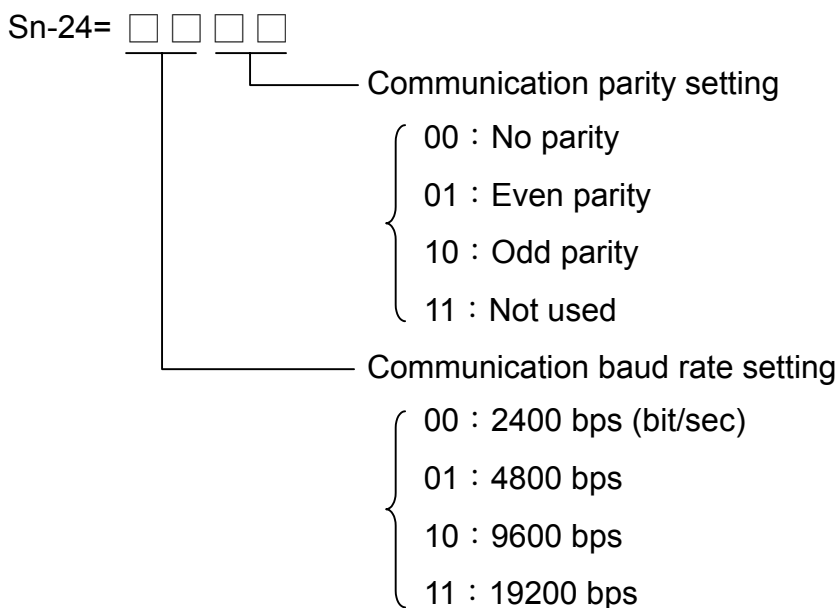 Sn-24= □ □ □ □
Communication parity setting
00：No parity
01：Even parity
10：Odd parity
11：Not used
Communication baud rate setting
00：2400 bps (bit/sec)
01：4800 bps
10：9600 bps
11：19200 bps